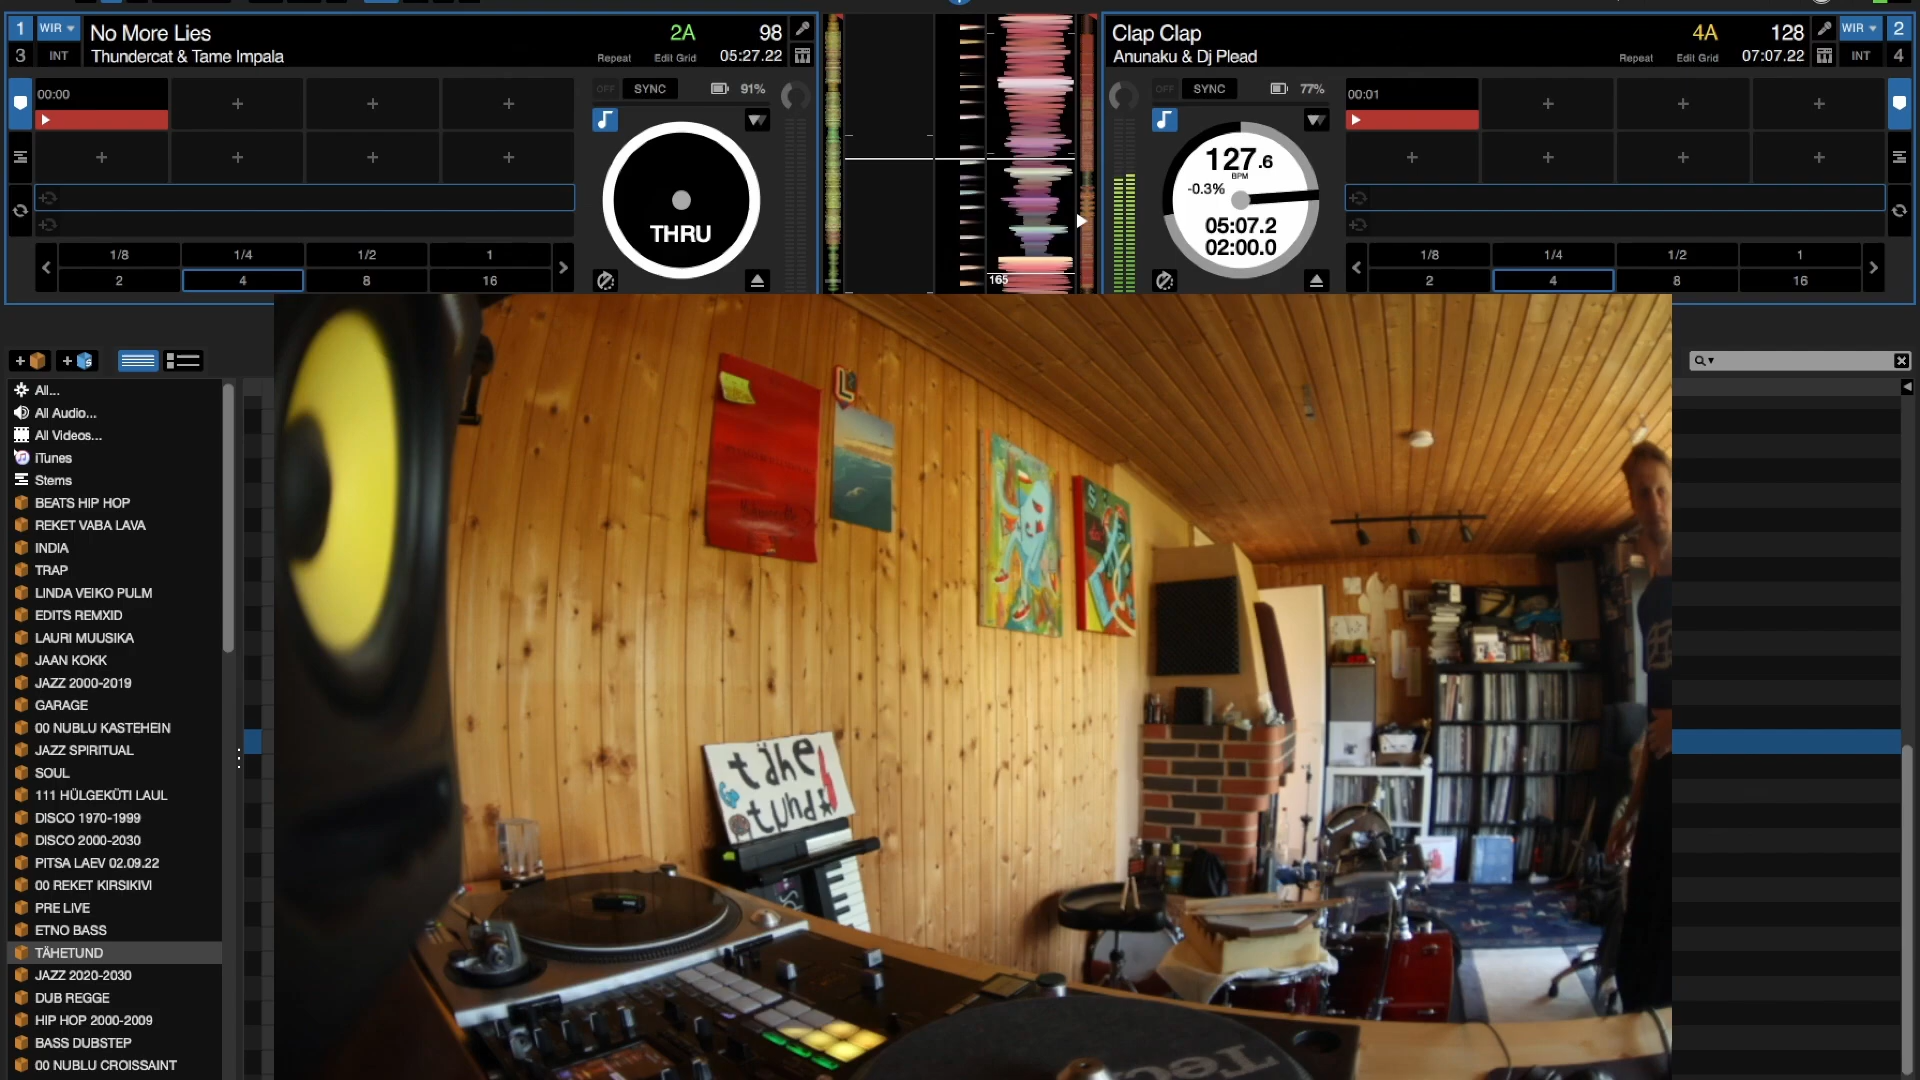 1 WIR No More Lies 2A 98
3 INT Thundercat & Tame Impala Repeat Edit Grid 05:27.22
Clap Clap 4A 128 WIR 2
Anunaku & Dj Plead Repeat Edit Grid 07:07.22 INT 4
00:00
OFF SYNC 91%
THRU
1/8 1/4 1/2 1
2 4 8 16
165
OFF SYNC 77%
127.6
BPM
-0.3%
05:07.2
02:00.0
00:01
1/8 1/4 1/2 1
2 4 8 16
All...
All Audio...
All Videos...
iTunes
Stems
BEATS HIP HOP
REKET VABA LAVA
INDIA
TRAP
LINDA VEIKO PULM
EDITS REMXID
LAURI MUUSIKA
JAAN KOKK
JAZZ 2000-2019
GARAGE
00 NUBLU KASTEHEIN
JAZZ SPIRITUAL
SOUL
111 HÜLGEKÜTI LAUL
DISCO 1970-1999
DISCO 2000-2030
PITSA LAEV 02.09.22
00 REKET KIRSIKIVI
PRE LIVE
ETNO BASS
TÄHETUND
JAZZ 2020-2030
DUB REGGE
HIP HOP 2000-2009
BASS DUBSTEP
00 NUBLU CROISSAINT
tähe
tund
Tec